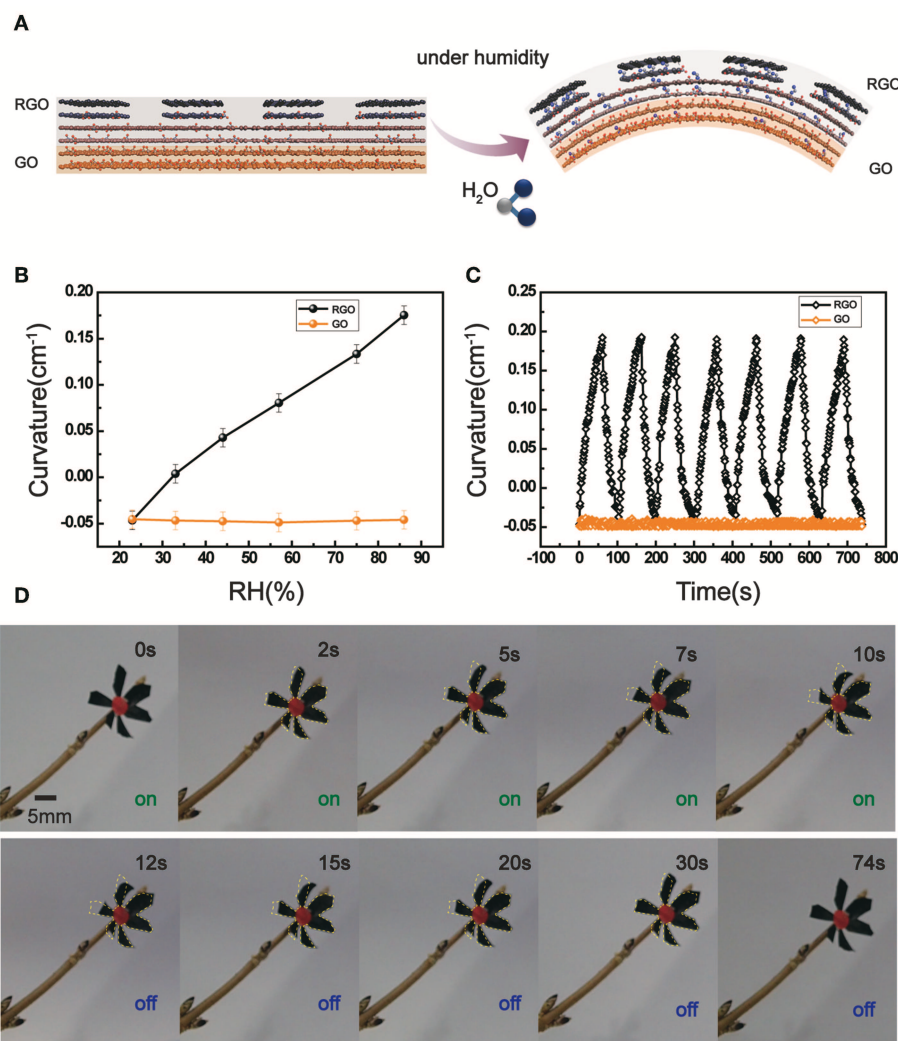 A
under humidity
RGO
RGO
GO
GO
H₂O
B
C
0.20
0.15
0.10
0.05
0.00
-0.05
Curvature(cm⁻¹)
RGO
GO
20 30 40 50 60 70 80 90
RH(%)
0.25
0.20
0.15
0.10
0.05
0.00
-0.05
Curvature(cm⁻¹)
RGO
GO
-100 0 100 200 300 400 500 600 700 800
Time(s)
D
0s 2s 5s 7s 10s
on on on on on
5mm
12s 15s 20s 30s 74s
off off off off off